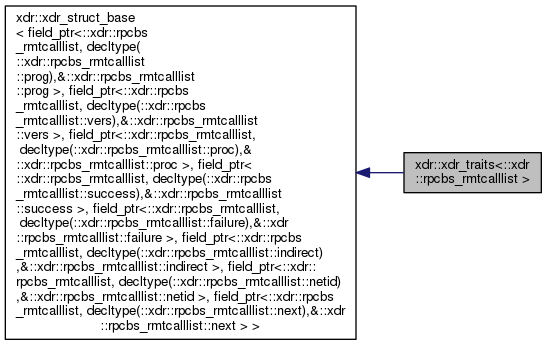 xdr::xdr_struct_base
< field_ptr<::xdr::rpcbs
_rmtcalllist, decltype(
::xdr::rpcbs_rmtcalllist
::prog),&::xdr::rpcbs_rmtcalllist
::prog >, field_ptr<::xdr::rpcbs
_rmtcalllist, decltype(::xdr::rpcbs
_rmtcalllist::vers),&::xdr::rpcbs_rmtcalllist
::vers >, field_ptr<::xdr::rpcbs_rmtcalllist,
decltype(::xdr::rpcbs_rmtcalllist::proc),&
::xdr::rpcbs_rmtcalllist::proc >, field_ptr<
::xdr::rpcbs_rmtcalllist, decltype(::xdr::rpcbs
_rmtcalllist::success),&::xdr::rpcbs_rmtcalllist
::success >, field_ptr<::xdr::rpcbs_rmtcalllist,
decltype(::xdr::rpcbs_rmtcalllist::failure),&::xdr
::rpcbs_rmtcalllist::failure >, field_ptr<::xdr::rpcbs
_rmtcalllist, decltype(::xdr::rpcbs_rmtcalllist::indirect)
,&::xdr::rpcbs_rmtcalllist::indirect >, field_ptr<::xdr::
rpcbs_rmtcalllist, decltype(::xdr::rpcbs_rmtcalllist::netid)
,&::xdr::rpcbs_rmtcalllist::netid >, field_ptr<::xdr::rpcbs
_rmtcalllist, decltype(::xdr::rpcbs_rmtcalllist::next),&::xdr
::rpcbs_rmtcalllist::next > >
xdr::xdr_traits<::xdr
::rpcbs_rmtcalllist >